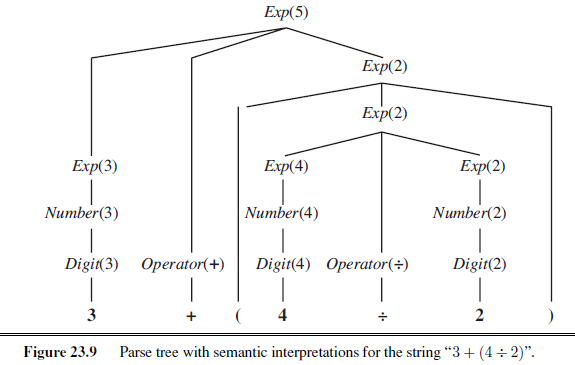 Exp(5)
Exp(2)
Exp(2)
Exp(3) Exp(4) Exp(2)
Number(3) Number(4) Number(2)
Digit(3) Operator(+) Digit(4) Operator(÷) Digit(2)
3 + ( 4 ÷ 2 )
Figure 23.9 Parse tree with semantic interpretations for the string “3 + (4 ÷ 2)”.